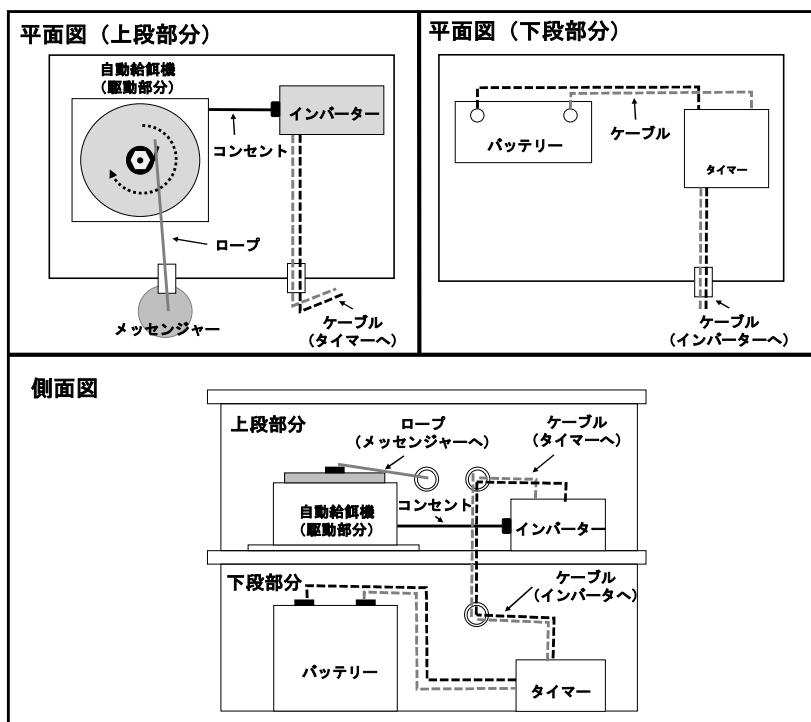 平面図(上段部分)
自動給餌機
(駆動部分)
インバーター
コンセント
ロープ
メッセンジャー
ケーブル
(タイマーへ)
平面図(下段部分)
バッテリー
ケーブル
タイマー
ケーブル
(インバーターへ)
側面図
上段部分
ロープ
(メッセンジャーへ)
ケーブル
(タイマーへ)
自動給餌機
(駆動部分)
コンセント
インバーター
下段部分
ケーブル
(インバータへ)
バッテリー
タイマー